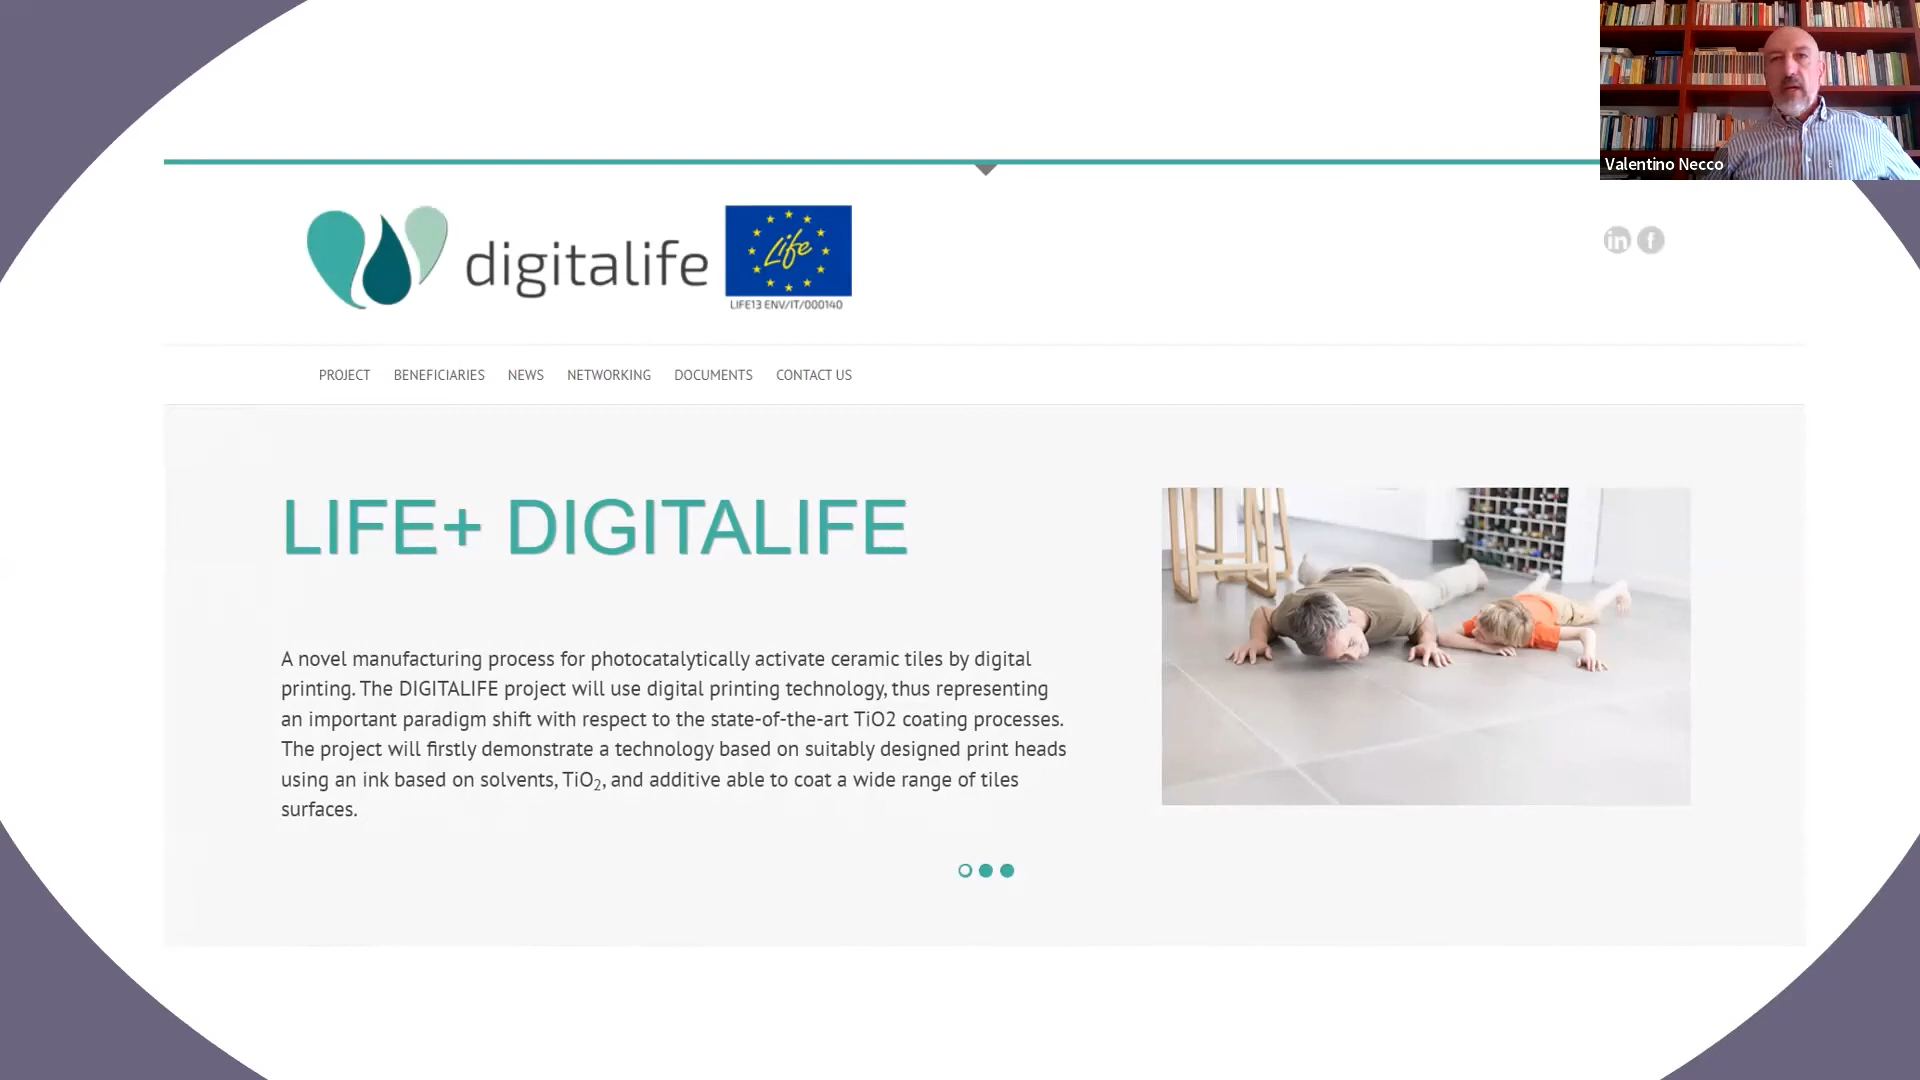 Valentino Necco
digitalife
Life
LIFE13 ENV/IT/000140
in f
PROJECT BENEFICIARIES NEWS NETWORKING DOCUMENTS CONTACT US
LIFE+ DIGITALIFE
A novel manufacturing process for photocatalytically activate ceramic tiles by digital
printing. The DIGITALIFE project will use digital printing technology, thus representing
an important paradigm shift with respect to the state-of-the-art TiO2 coating processes.
The project will firstly demonstrate a technology based on suitably designed print heads
using an ink based on solvents, TiO₂, and additive able to coat a wide range of tiles
surfaces.